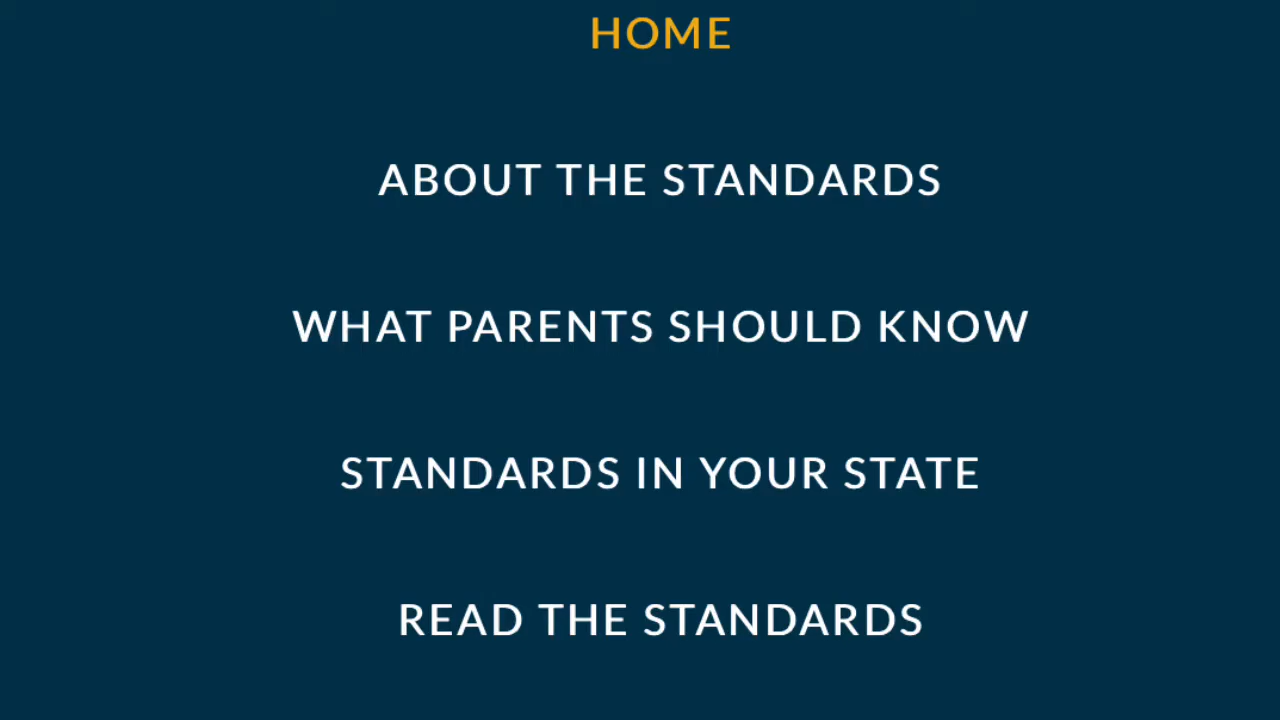 HOME
ABOUT THE STANDARDS
WHAT PARENTS SHOULD KNOW
STANDARDS IN YOUR STATE
READ THE STANDARDS